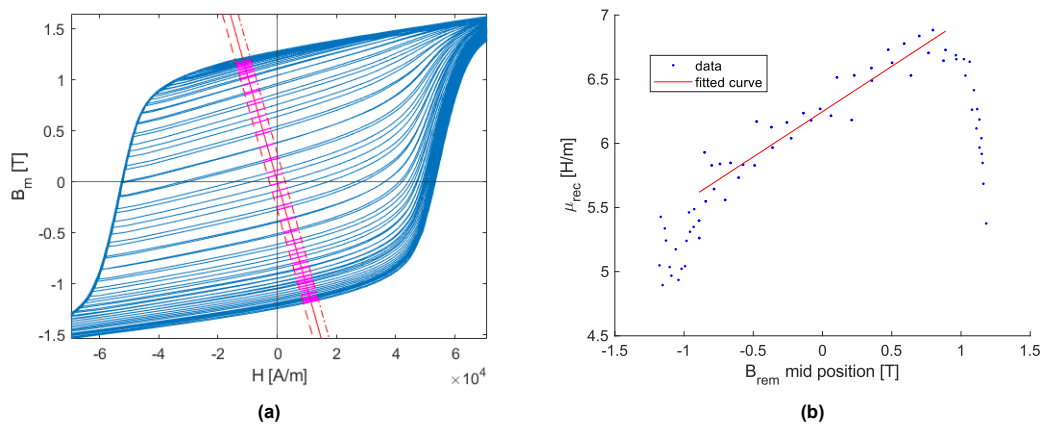 1.5
1
0.5
0
-0.5
-1
-1.5
B_m [T]
-6 -4 -2 0 2 4 6
H [A/m]
×10^4
(a)
7
6.5
6
5.5
5
4.5
μ_rec [H/m]
data
fitted curve
-1.5 -1 -0.5 0 0.5 1 1.5
B_rem mid position [T]
(b)